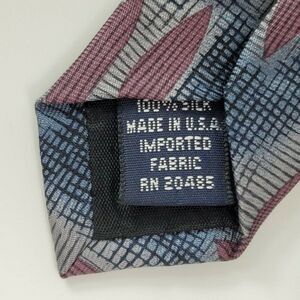 100% SILK
MADE IN U.S.A.
IMPORTED
FABRIC
RN 20485